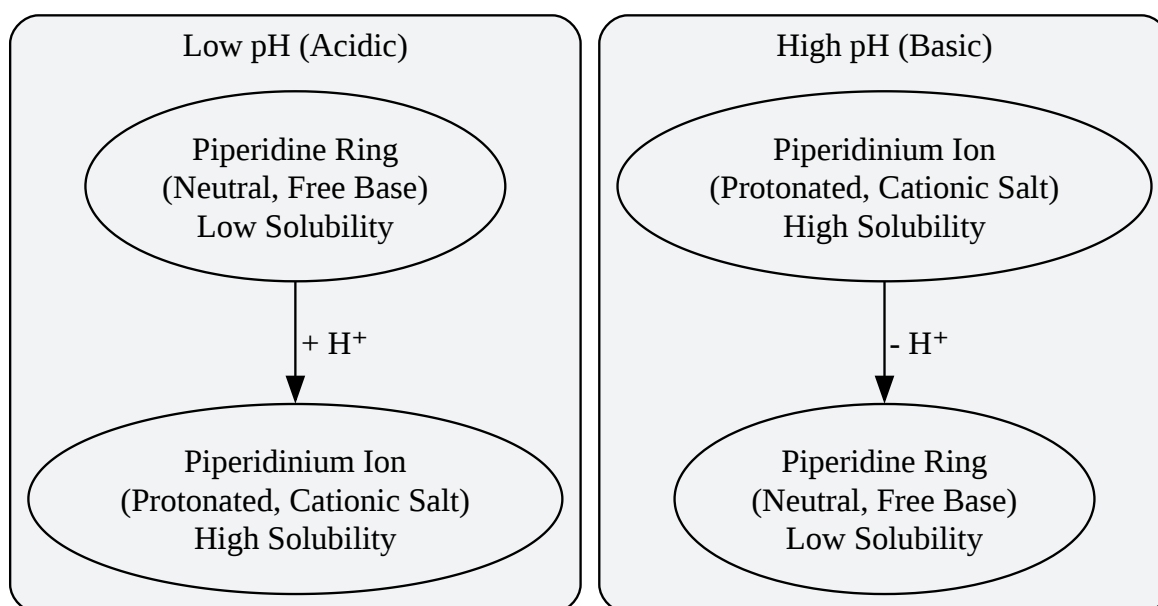 Low pH (Acidic)
Piperidine Ring
(Neutral, Free Base)
Low Solubility
+ H⁺
Piperidinium Ion
(Protonated, Cationic Salt)
High Solubility
High pH (Basic)
Piperidinium Ion
(Protonated, Cationic Salt)
High Solubility
- H⁺
Piperidine Ring
(Neutral, Free Base)
Low Solubility